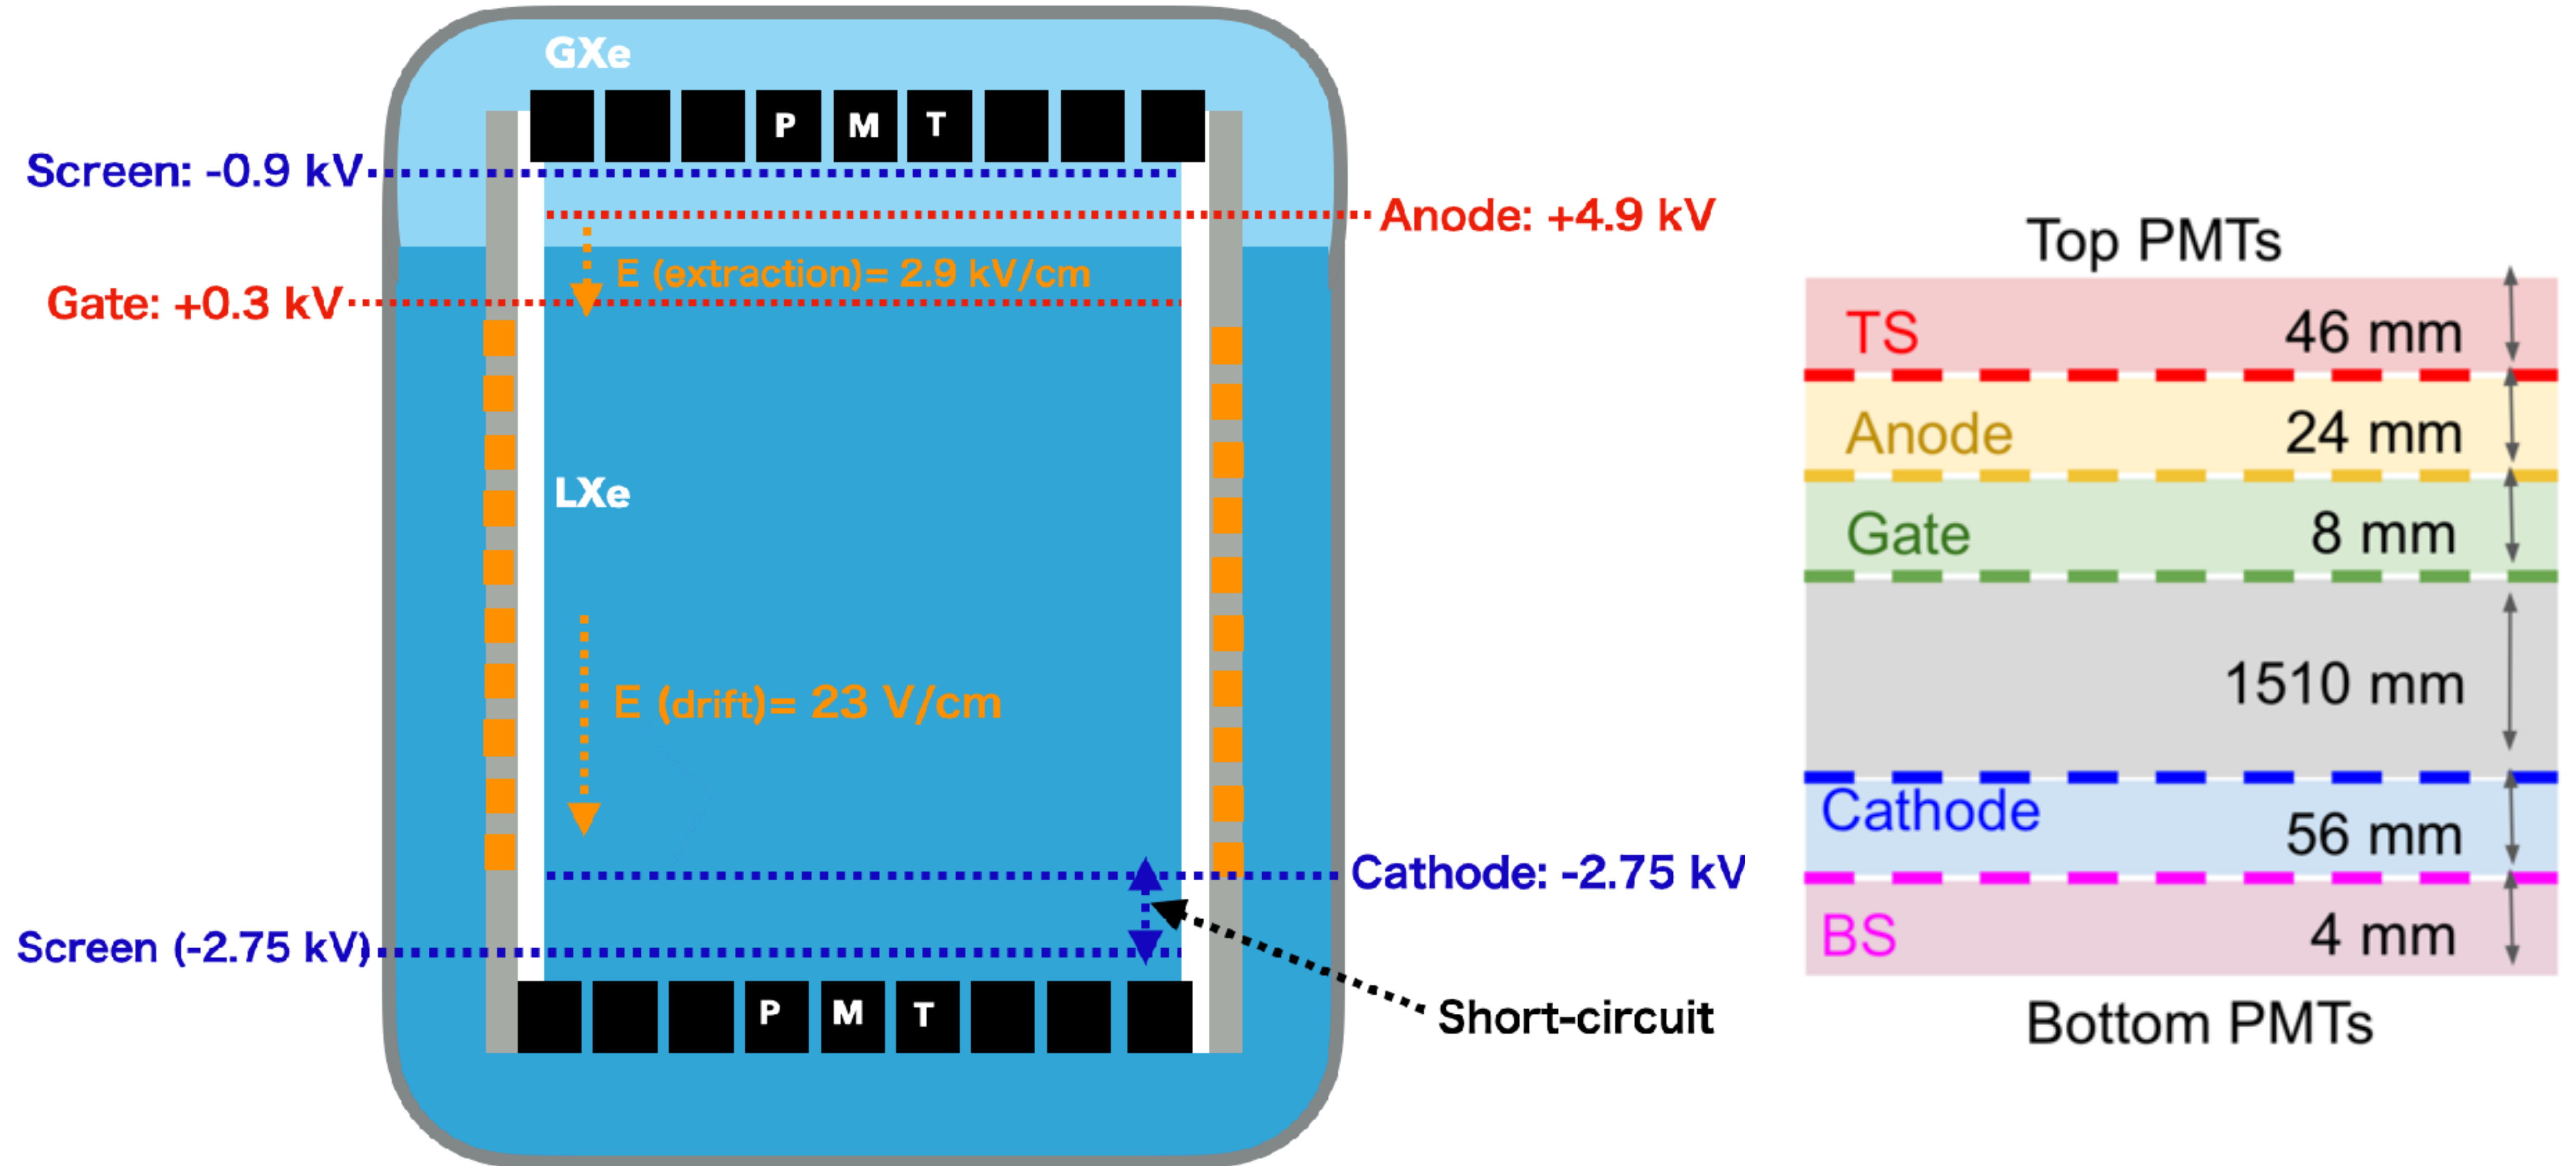 GXe
P M T
Screen: -0.9 kV
Anode: +4.9 kV
E (extraction)= 2.9 kV/cm
Gate: +0.3 kV
LXe
E (drift)= 23 V/cm
Cathode: -2.75 kV
Screen (-2.75 kV)
P M T
Short-circuit
Top PMTs
TS 46 mm
Anode 24 mm
Gate 8 mm
1510 mm
Cathode 56 mm
BS 4 mm
Bottom PMTs